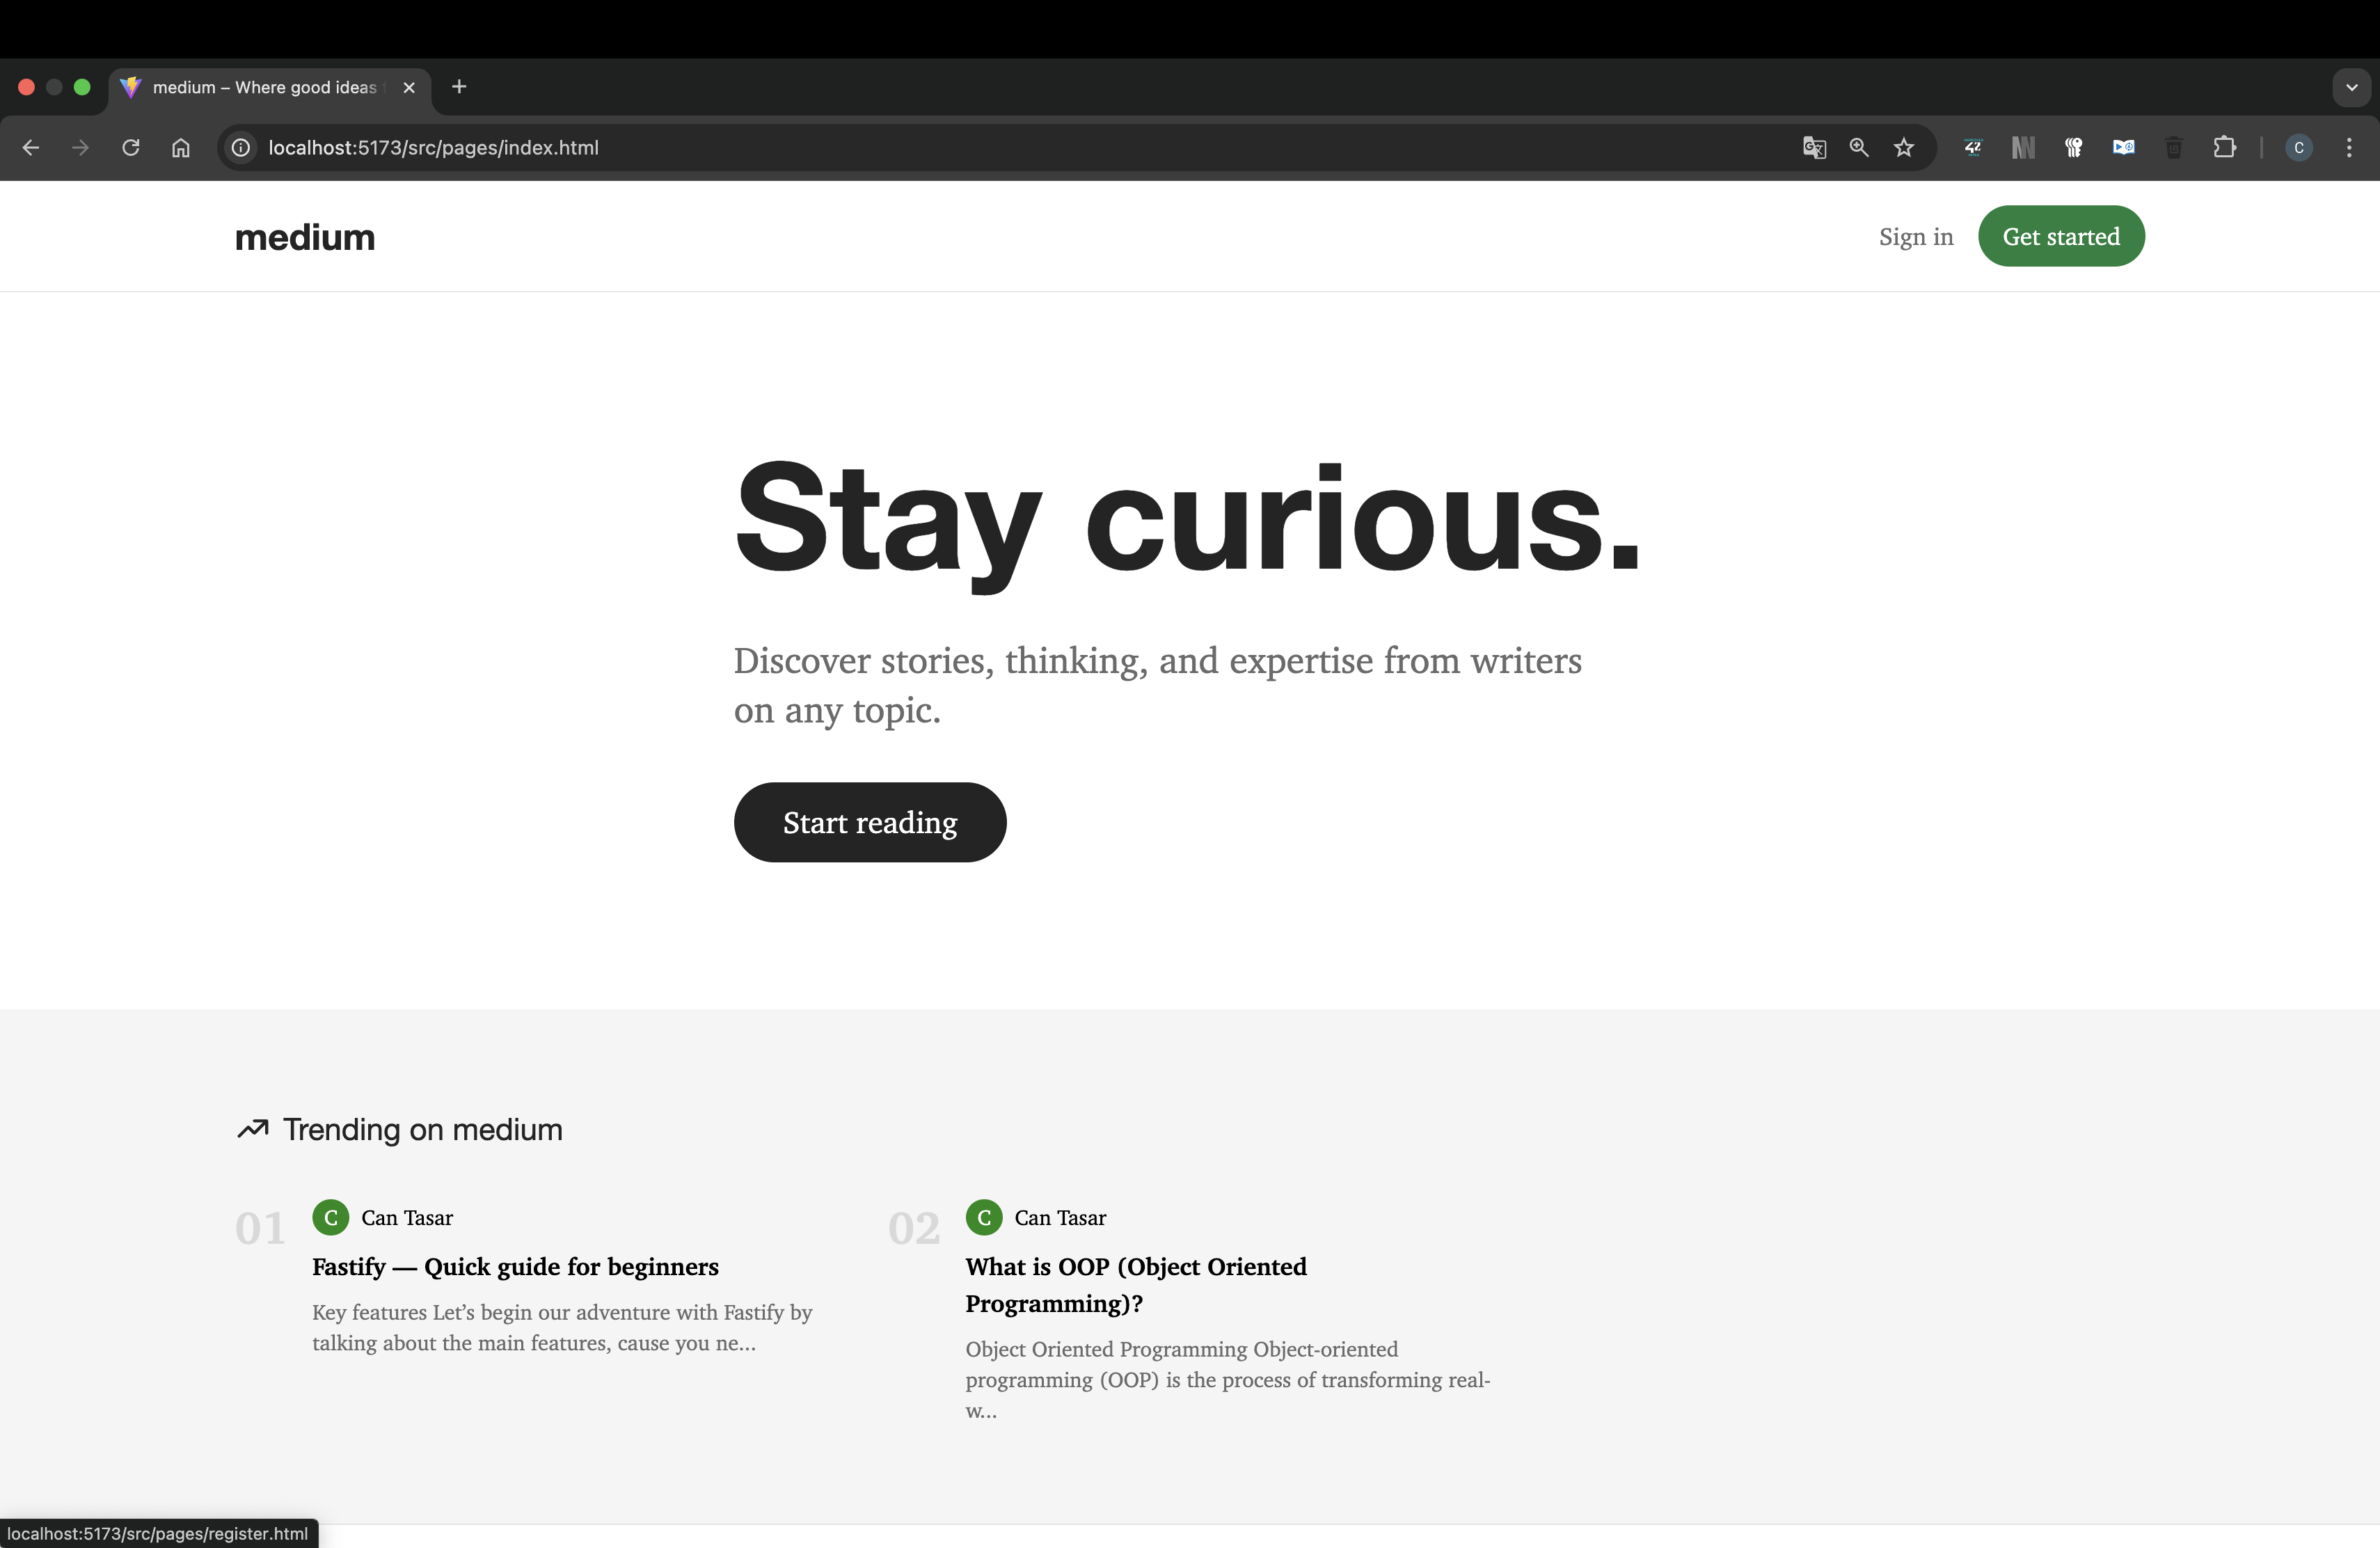 medium – Where good ideas
localhost:5173/src/pages/index.html
C
medium
Sign in
Get started
Stay curious.
Discover stories, thinking, and expertise from writers
on any topic.
Start reading
Trending on medium
01
C
Can Tasar
Fastify — Quick guide for beginners
Key features Let’s begin our adventure with Fastify by
talking about the main features, cause you ne...
02
C
Can Tasar
What is OOP (Object Oriented
Programming)?
Object Oriented Programming Object-oriented
programming (OOP) is the process of transforming real-
w...
localhost:5173/src/pages/register.html